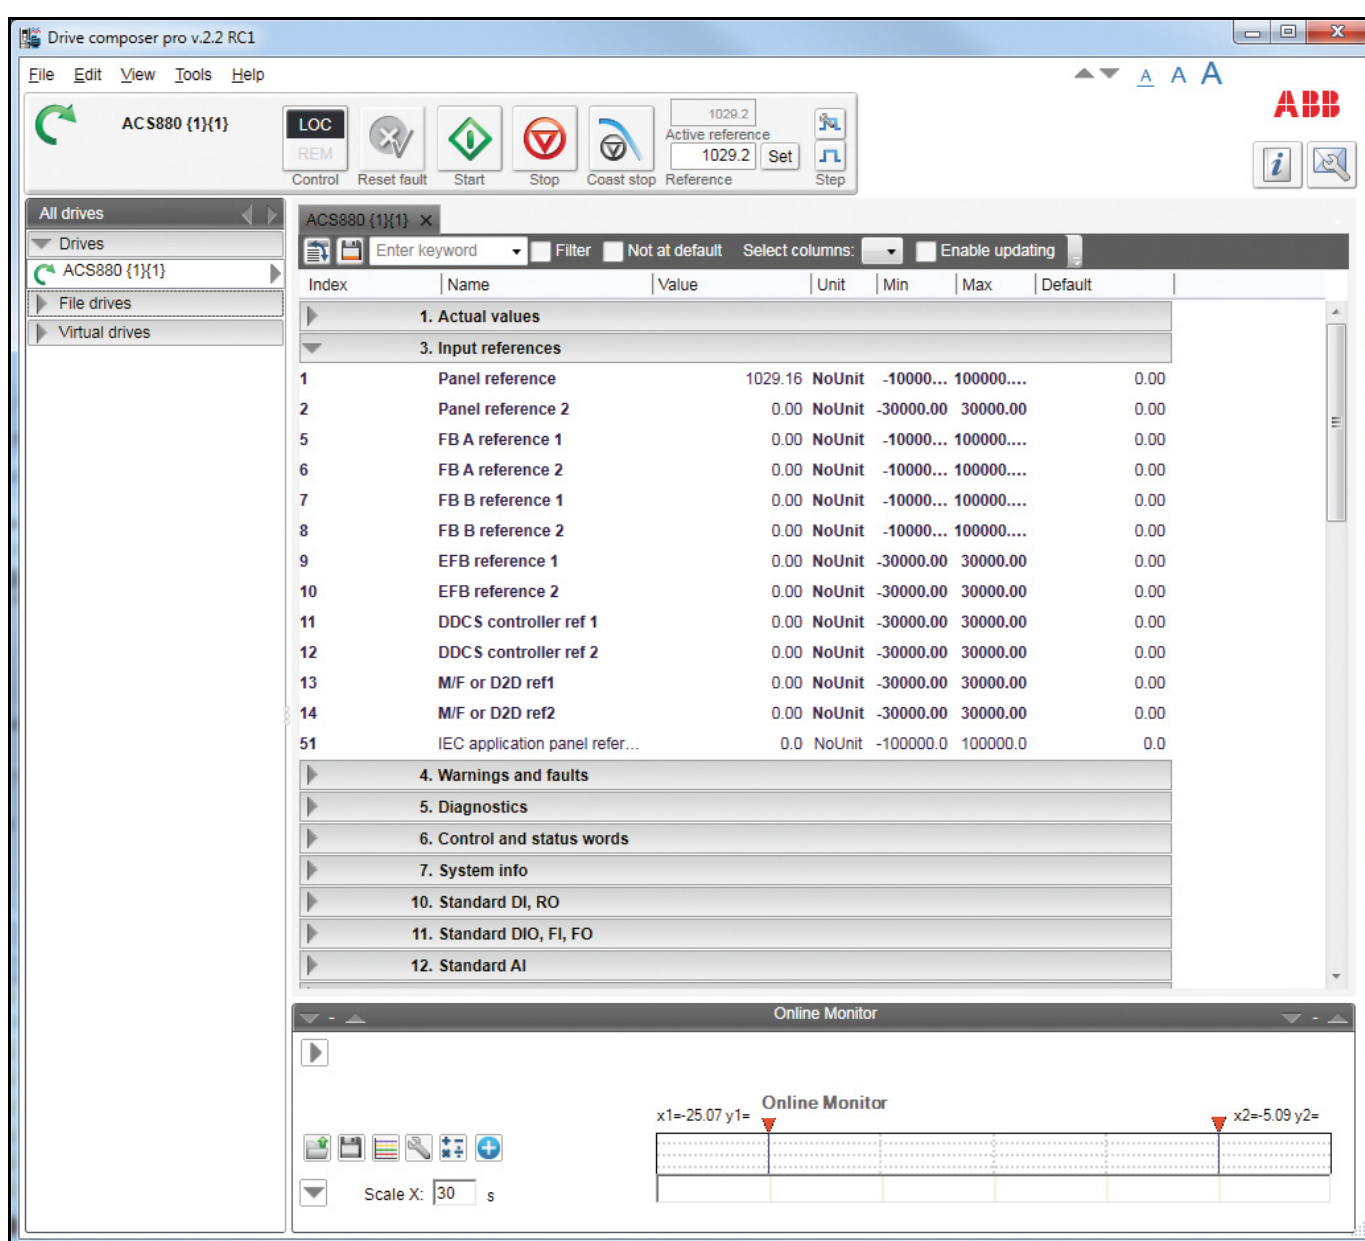 Drive composer pro v.2.2 RC1
File Edit View Tools Help
A A A
ABB
ACS880 {1}{1}
LOC
REM
Control
Reset fault
Start
Stop
Coast stop
1029.2
Active reference
1029.2 Set
Reference
Step
i
All drives
Drives
ACS880 {1}{1}
File drives
Virtual drives
ACS880 {1}{1}
Enter keyword Filter Not at default Select columns: Enable updating
Index Name Value Unit Min Max Default
1. Actual values
3. Input references
1 Panel reference 1029.16 NoUnit -10000... 100000.... 0.00
2 Panel reference 2 0.00 NoUnit -30000.00 30000.00 0.00
5 FB A reference 1 0.00 NoUnit -10000... 100000.... 0.00
6 FB A reference 2 0.00 NoUnit -10000... 100000.... 0.00
7 FB B reference 1 0.00 NoUnit -10000... 100000.... 0.00
8 FB B reference 2 0.00 NoUnit -10000... 100000.... 0.00
9 EFB reference 1 0.00 NoUnit -30000.00 30000.00 0.00
10 EFB reference 2 0.00 NoUnit -30000.00 30000.00 0.00
11 DDCS controller ref 1 0.00 NoUnit -30000.00 30000.00 0.00
12 DDCS controller ref 2 0.00 NoUnit -30000.00 30000.00 0.00
13 M/F or D2D ref1 0.00 NoUnit -30000.00 30000.00 0.00
14 M/F or D2D ref2 0.00 NoUnit -30000.00 30000.00 0.00
51 IEC application panel refer... 0.0 NoUnit -100000.0 100000.0 0.0
4. Warnings and faults
5. Diagnostics
6. Control and status words
7. System info
10. Standard DI, RO
11. Standard DIO, FI, FO
12. Standard AI
Online Monitor
Online Monitor
x1=-25.07 y1= x2=-5.09 y2=
Scale X: 30 s